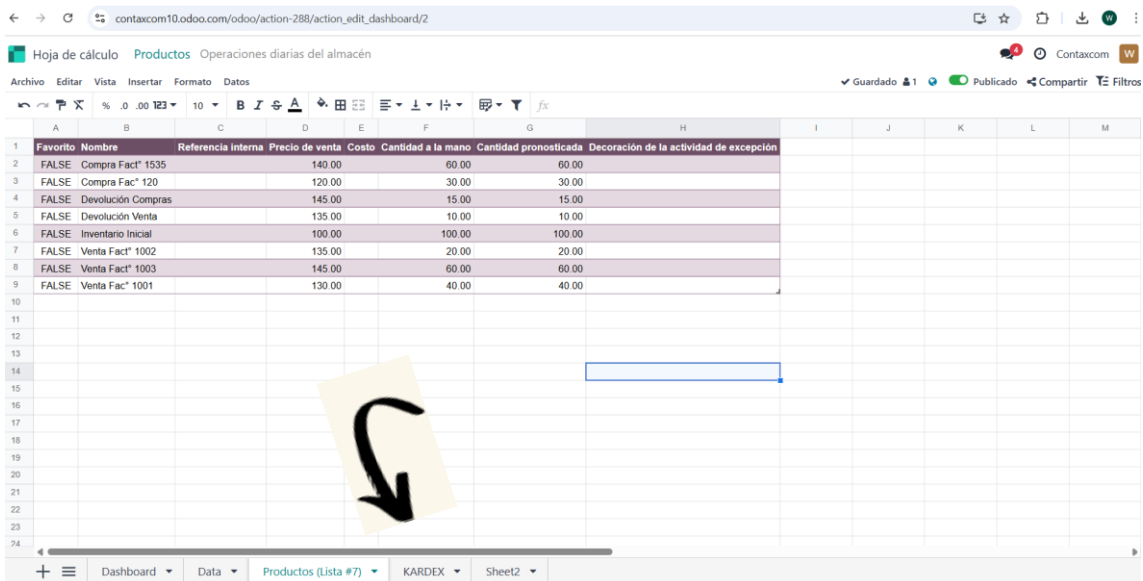 contaxcom10.odoo.com/odoo/action-288/action_edit_dashboard/2
W
Hoja de cálculo Productos Operaciones diarias del almacén
4 Contaxcom W
Archivo Editar Vista Insertar Formato Datos
Guardado 1 Publicado Compartir Filtros
% .0 .00 123 10 B I S A fx
A B C D E F G H I J K L M
1 Favorito Nombre Referencia interna Precio de venta Costo Cantidad a la mano Cantidad pronosticada Decoración de la actividad de excepción
2 FALSE Compra Fact° 1535 140.00 60.00 60.00
3 FALSE Compra Fac° 120 120.00 30.00 30.00
4 FALSE Devolución Compras 145.00 15.00 15.00
5 FALSE Devolución Venta 135.00 10.00 10.00
6 FALSE Inventario Inicial 100.00 100.00 100.00
7 FALSE Venta Fact° 1002 135.00 20.00 20.00
8 FALSE Venta Fact° 1003 145.00 60.00 60.00
9 FALSE Venta Fac° 1001 130.00 40.00 40.00
10
11
12
13
14
15
16
17
18
19
20
21
22
23
24
Dashboard Data Productos (Lista #7) KARDEX Sheet2